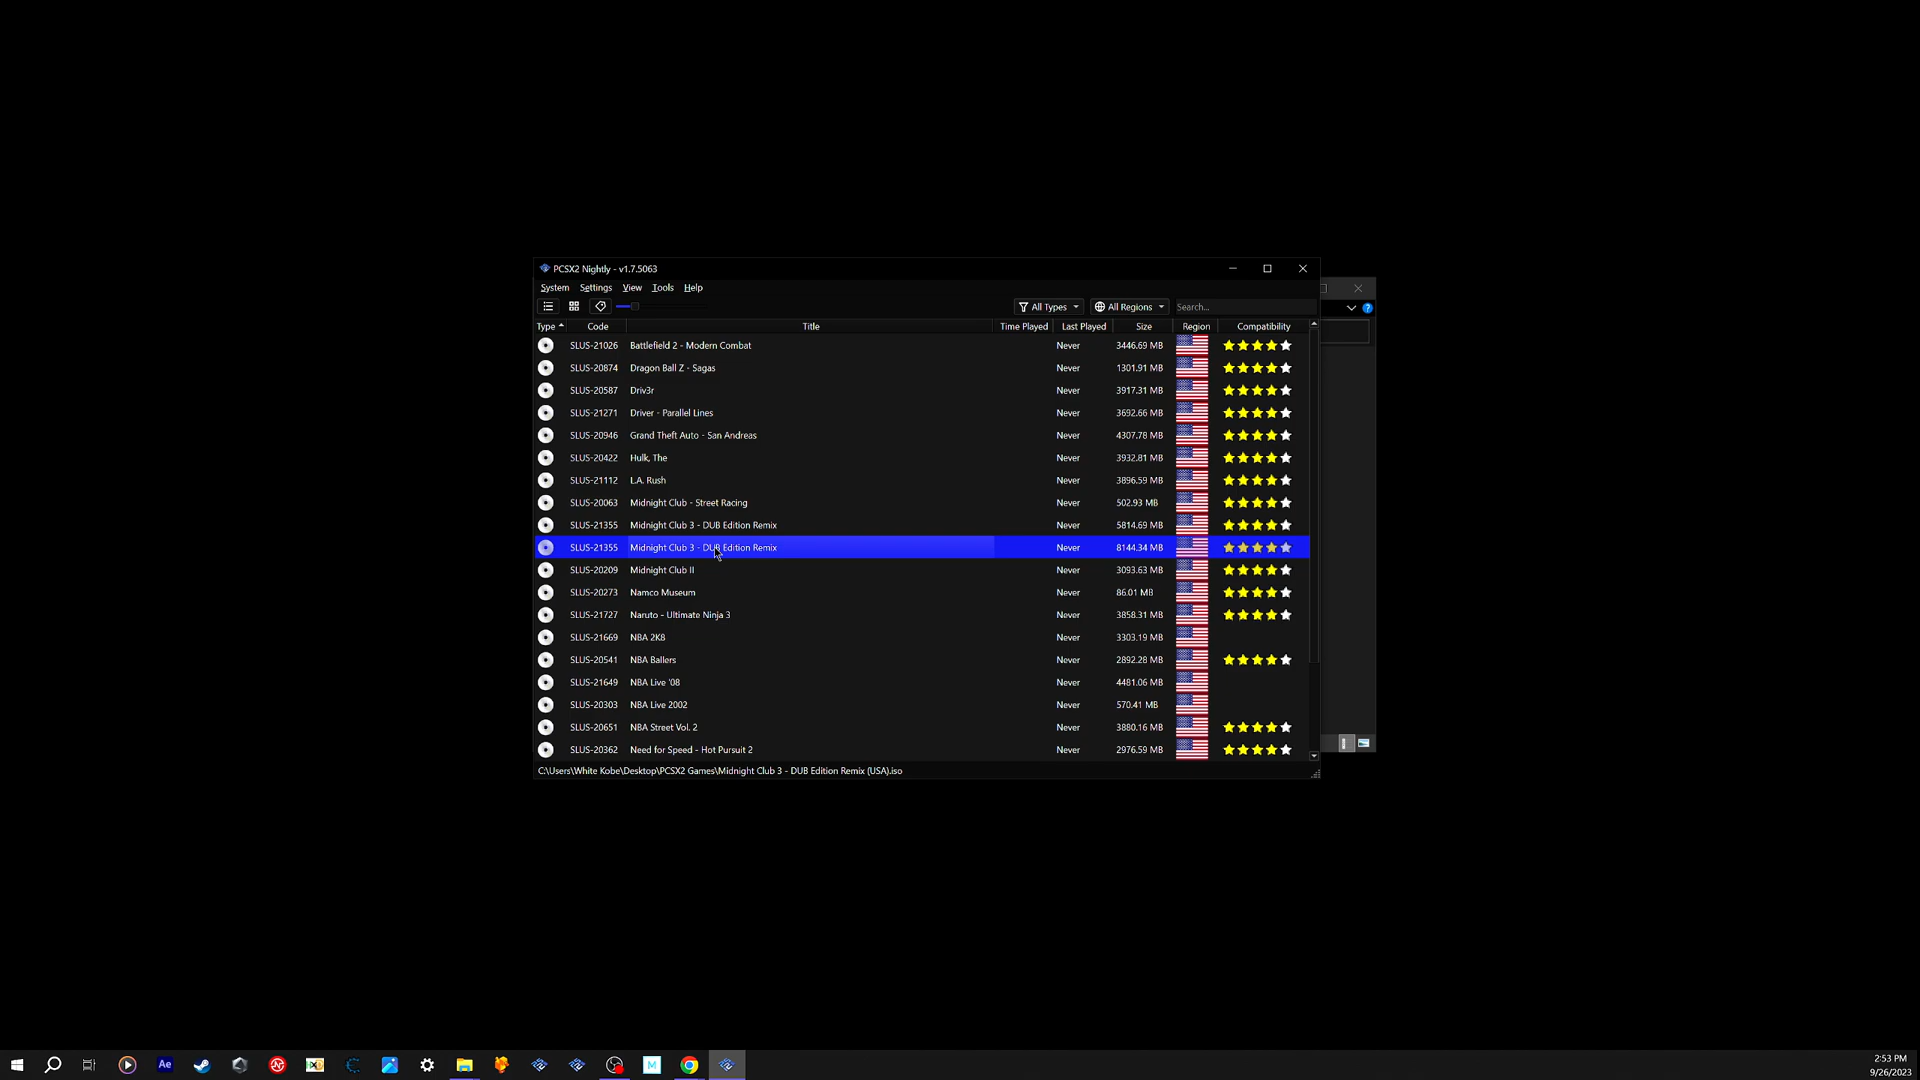 PCSX2 Nightly - v1.7.5063
System Settings View Tools Help
All Types All Regions Search...
Type Code Title Time Played Last Played Size Region Compatibility
SLUS-21026 Battlefield 2 - Modern Combat Never 3446.69 MB
SLUS-20874 Dragon Ball Z - Sagas Never 1301.91 MB
SLUS-20587 Driv3r Never 3917.31 MB
SLUS-21271 Driver - Parallel Lines Never 3692.66 MB
SLUS-20946 Grand Theft Auto - San Andreas Never 4307.78 MB
SLUS-20422 Hulk, The Never 3932.81 MB
SLUS-21112 L.A. Rush Never 3896.59 MB
SLUS-20063 Midnight Club - Street Racing Never 502.93 MB
SLUS-21355 Midnight Club 3 - DUB Edition Remix Never 5814.69 MB
SLUS-21355 Midnight Club 3 - DUB Edition Remix Never 8144.34 MB
SLUS-20209 Midnight Club II Never 3093.63 MB
SLUS-20273 Namco Museum Never 86.01 MB
SLUS-21727 Naruto - Ultimate Ninja 3 Never 3858.31 MB
SLUS-21669 NBA 2K8 Never 3303.19 MB
SLUS-20541 NBA Ballers Never 2892.28 MB
SLUS-21649 NBA Live '08 Never 4481.06 MB
SLUS-20303 NBA Live 2002 Never 570.41 MB
SLUS-20651 NBA Street Vol. 2 Never 3880.16 MB
SLUS-20362 Need for Speed - Hot Pursuit 2 Never 2976.59 MB
C:\Users\White Kobe\Desktop\PCSX2 Games\Midnight Club 3 - DUB Edition Remix (USA).iso
Ae
M
2:53 PM
9/26/2023